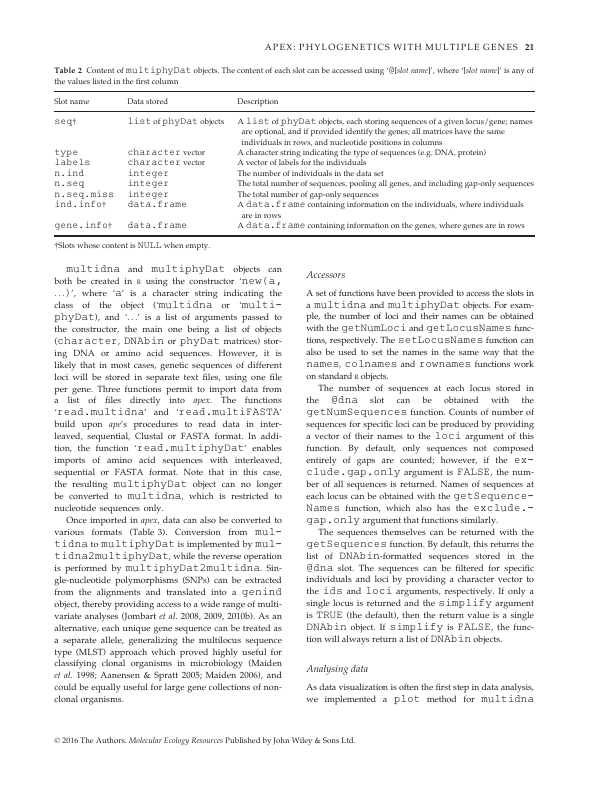 APEX: PHYLOGENETICS WITH MULTIPLE GENES 21
Table 2 Content of multiphyDat objects. The content of each slot can be accessed using '@[slot name]', where '[slot name]' is any of
the values listed in the first column
Slot name Data stored Description
seq† list of phyDat objects A list of phyDat objects, each storing sequences of a given locus/gene; names
are optional, and if provided identify the genes; all matrices have the same
individuals in rows, and nucleotide positions in columns
type character vector A character string indicating the type of sequences (e.g. DNA, protein)
labels character vector A vector of labels for the individuals
n.ind integer The number of individuals in the data set
n.seq integer The total number of sequences, pooling all genes, and including gap-only sequences
n.seq.miss integer The total number of gap-only sequences
ind.info† data.frame A data.frame containing information on the individuals, where individuals
are in rows
gene.info† data.frame A data.frame containing information on the genes, where genes are in rows
†Slots whose content is NULL when empty.
multidna and multiphyDat objects can
both be created in R using the constructor 'new(a,
...)', where 'a' is a character string indicating the
class of the object ('multidna or 'multi-
phyDat), and '...' is a list of arguments passed to
the constructor, the main one being a list of objects
(character, DNAbin or phyDat matrices) stor-
ing DNA or amino acid sequences. However, it is
likely that in most cases, genetic sequences of different
loci will be stored in separate text files, using one file
per gene. Three functions permit to import data from
a list of files directly into apex. The functions
'read.multidna' and 'read.multiFASTA'
build upon ape's procedures to read data in inter-
leaved, sequential, Clustal or FASTA format. In addi-
tion, the function 'read.multiphyDat' enables
imports of amino acid sequences with interleaved,
sequential or FASTA format. Note that in this case,
the resulting multiphyDat object can no longer
be converted to multidna, which is restricted to
nucleotide sequences only.
Once imported in apex, data can also be converted to
various formats (Table 3). Conversion from mul-
tidna to multiphyDat is implemented by mul-
tidna2multiphyDat, while the reverse operation
is performed by multiphyDat2multidna. Sin-
gle-nucleotide polymorphisms (SNPs) can be extracted
from the alignments and translated into a genind
object, thereby providing access to a wide range of multi-
variate analyses (Jombart et al. 2008, 2009, 2010b). As an
alternative, each unique gene sequence can be treated as
a separate allele, generalizing the multilocus sequence
type (MLST) approach which proved highly useful for
classifying clonal organisms in microbiology (Maiden
et al. 1998; Aanensen & Spratt 2005; Maiden 2006), and
could be equally useful for large gene collections of non-
clonal organisms.
Accessors
A set of functions have been provided to access the slots in
a multidna and multiphyDat objects. For exam-
ple, the number of loci and their names can be obtained
with the getNumLoci and getLocusNames func-
tions, respectively. The setLocusNames function can
also be used to set the names in the same way that the
names, colnames and rownames functions work
on standard R objects.
The number of sequences at each locus stored in
the @dna slot can be obtained with the
getNumSequences function. Counts of number of
sequences for specific loci can be produced by providing
a vector of their names to the loci argument of this
function. By default, only sequences not composed
entirely of gaps are counted; however, if the ex-
clude.gap.only argument is FALSE, the num-
ber of all sequences is returned. Names of sequences at
each locus can be obtained with the getSequence-
Names function, which also has the exclude.-
gap.only argument that functions similarly.
The sequences themselves can be returned with the
getSequences function. By default, this returns the
list of DNAbin-formatted sequences stored in the
@dna slot. The sequences can be filtered for specific
individuals and loci by providing a character vector to
the ids and loci arguments, respectively. If only a
single locus is returned and the simplify argument
is TRUE (the default), then the return value is a single
DNAbin object. If simplify is FALSE, the func-
tion will always return a list of DNAbin objects.
Analysing data
As data visualization is often the first step in data analysis,
we implemented a plot method for multidna
© 2016 The Authors. Molecular Ecology Resources Published by John Wiley & Sons Ltd.